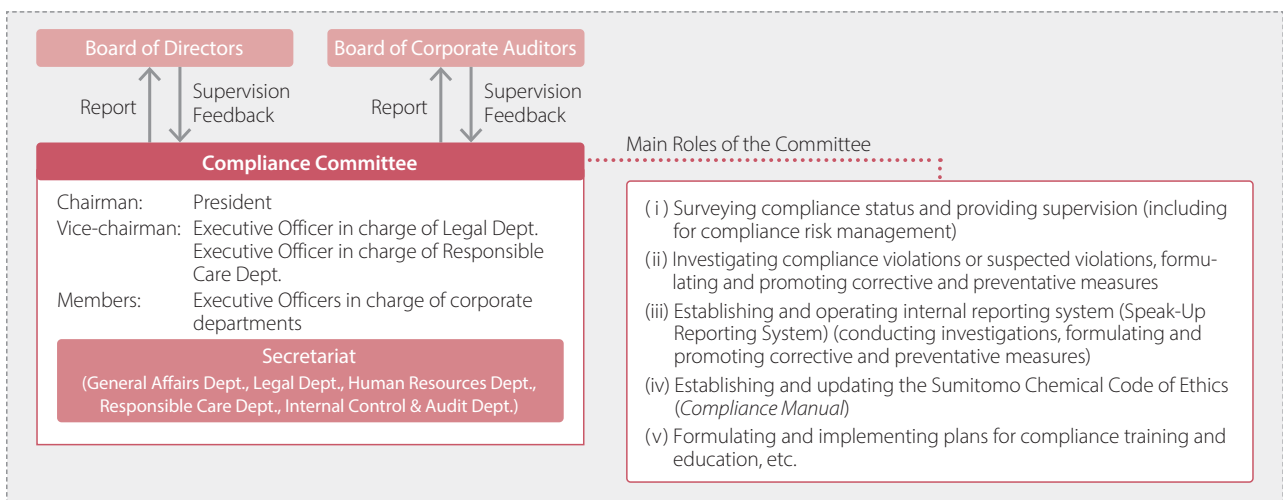 Board of Directors
Board of Corporate Auditors
Report
Supervision
Feedback
Report
Supervision
Feedback
Compliance Committee
Chairman: President
Vice-chairman: Executive Officer in charge of Legal Dept.
Executive Officer in charge of Responsible
Care Dept.
Members: Executive Officers in charge of corporate
departments
Secretariat
(General Affairs Dept., Legal Dept., Human Resources Dept.,
Responsible Care Dept., Internal Control & Audit Dept.)
Main Roles of the Committee
( i ) Surveying compliance status and providing supervision (including
for compliance risk management)
(ii) Investigating compliance violations or suspected violations, formu-
lating and promoting corrective and preventative measures
(iii) Establishing and operating internal reporting system (Speak-Up
Reporting System) (conducting investigations, formulating and
promoting corrective and preventative measures)
(iv) Establishing and updating the Sumitomo Chemical Code of Ethics
(Compliance Manual)
(v) Formulating and implementing plans for compliance training and
education, etc.